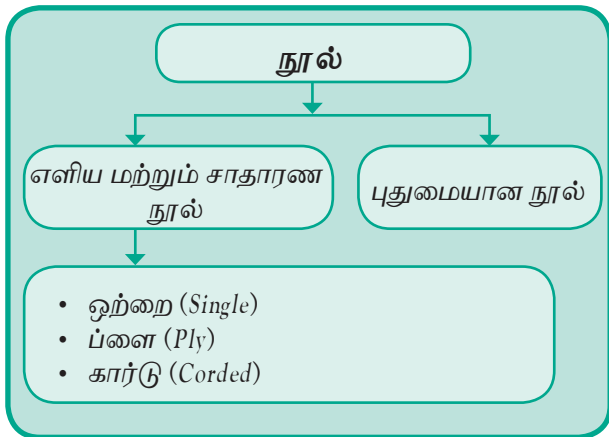 நூல்
எளிய மற்றும் சாதாரண
நூல்
புதுமையான நூல்
• ஒற்றை (Single)
• ப்ளை (Ply)
• கார்டு (Corded)